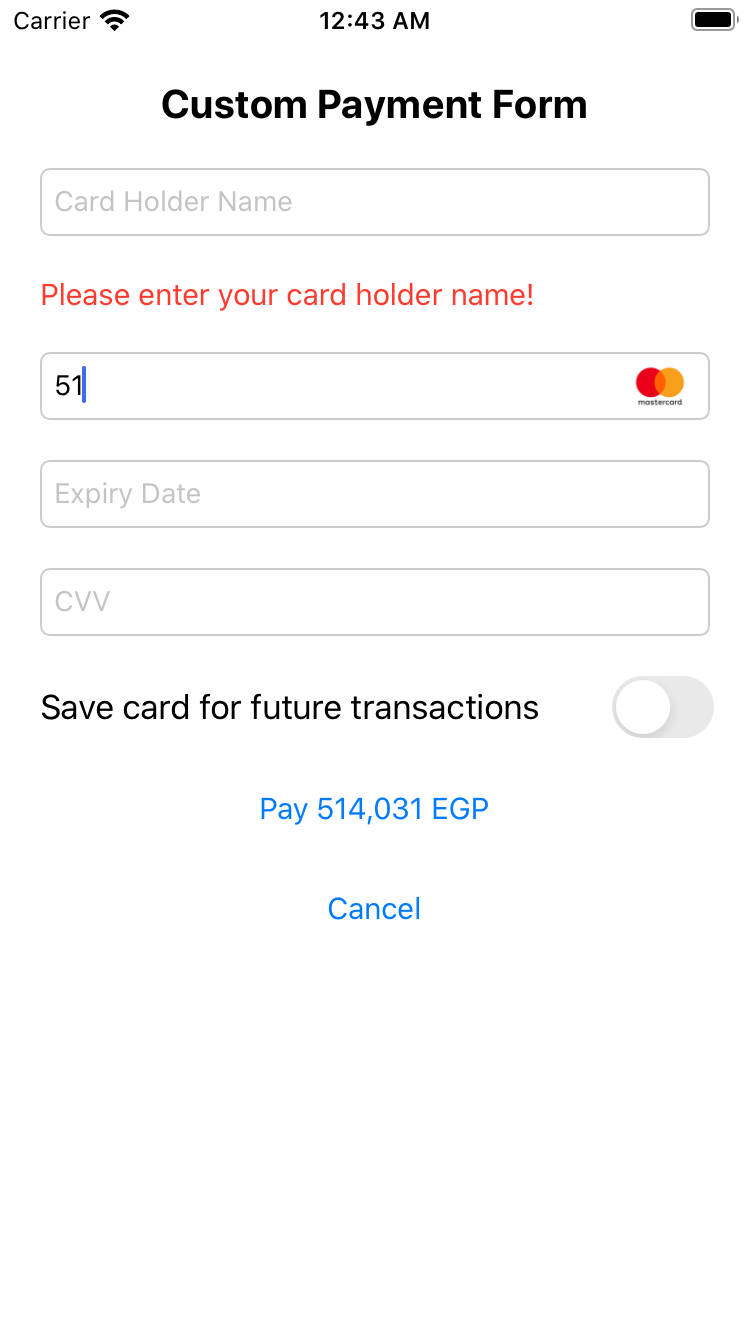 Carrier 12:43 AM
Custom Payment Form
Card Holder Name
Please enter your card holder name!
51
mastercard
Expiry Date
CVV
Save card for future transactions
Pay 514,031 EGP
Cancel